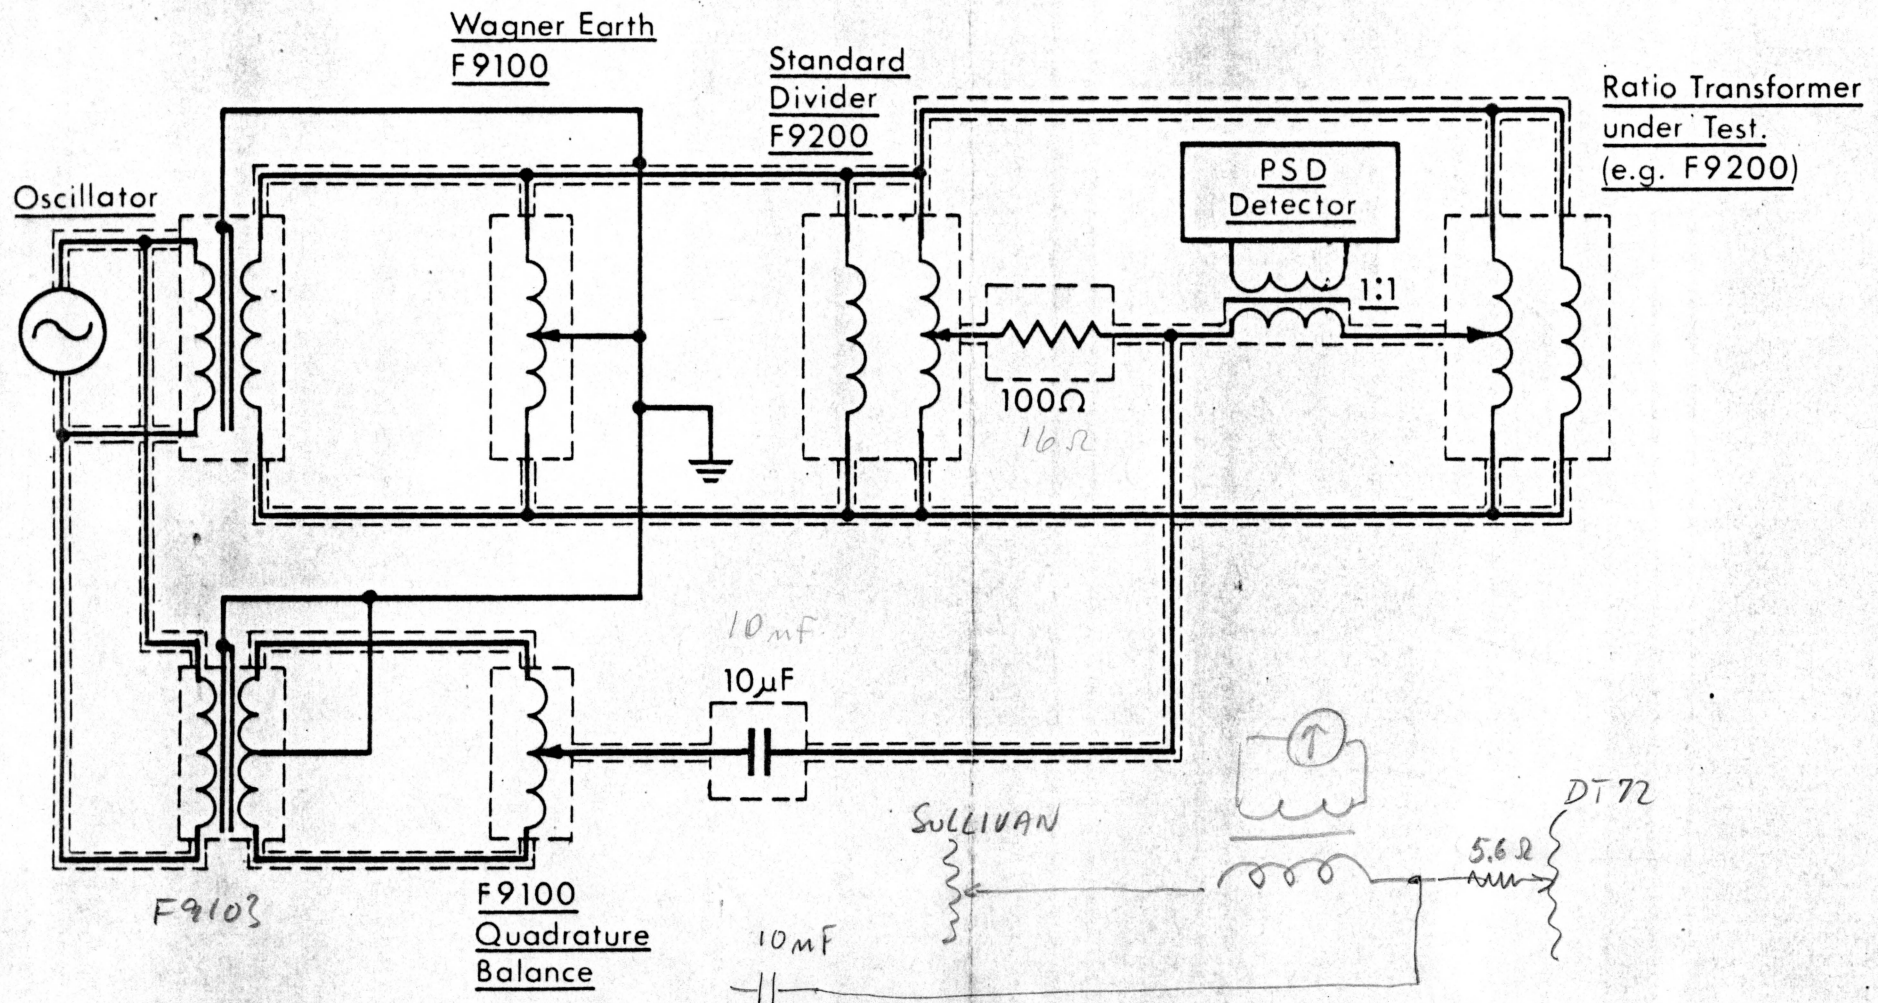 Wagner Earth
F9100
Standard
Divider
F9200
Ratio Transformer
under Test.
(e.g. F9200)
Oscillator
PSD
Detector
1:1
100Ω
16Ω
10mF
10μF
F9103
F9100
Quadrature
Balance
SULLIVAN
DT72
5.6Ω
10mF